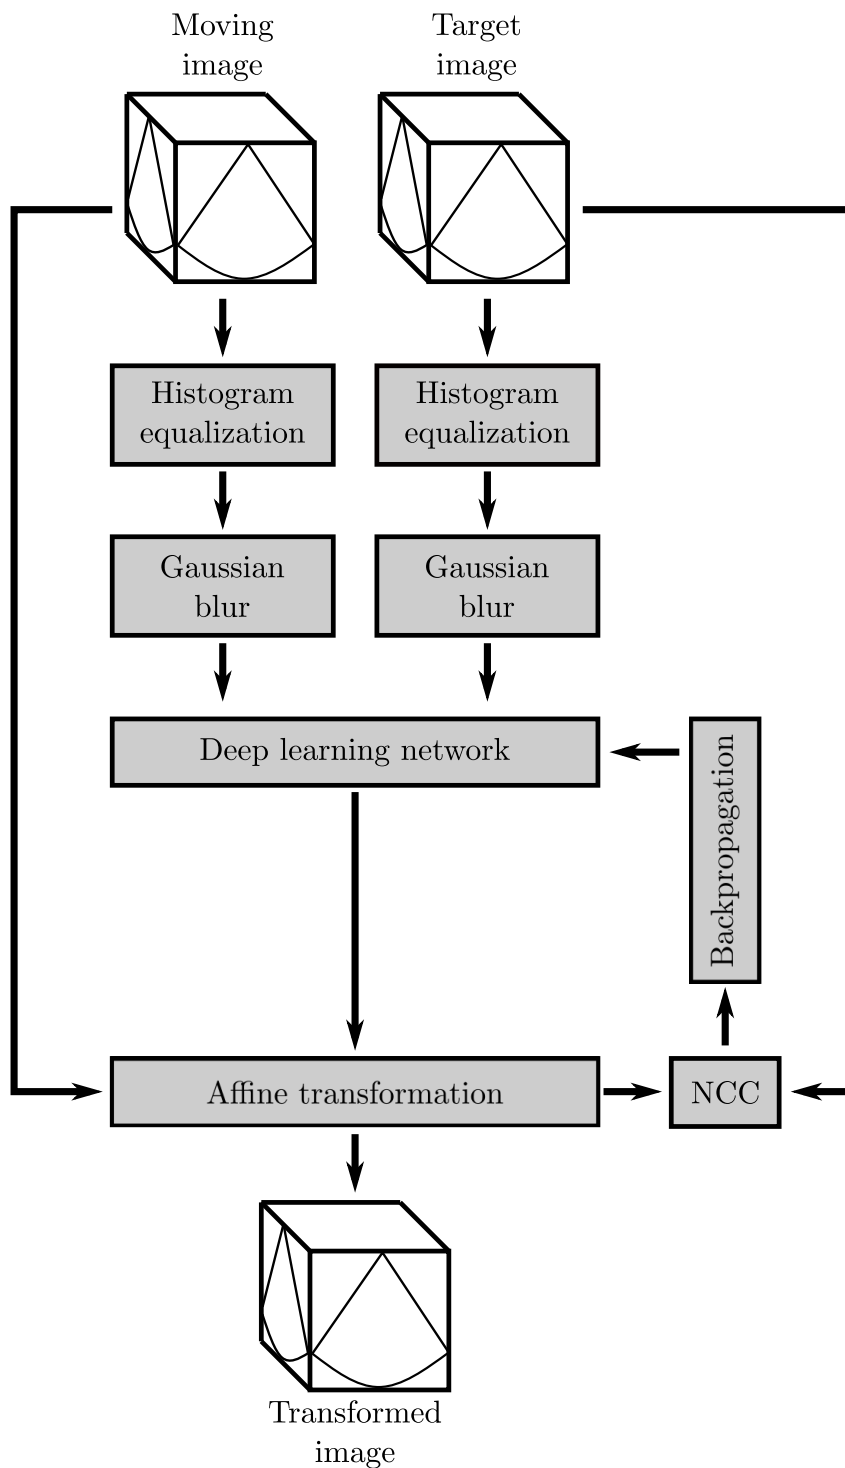 Moving
image
Target
image
Histogram
equalization
Histogram
equalization
Gaussian
blur
Gaussian
blur
Deep learning network
Backpropagation
Affine transformation
NCC
Transformed
image